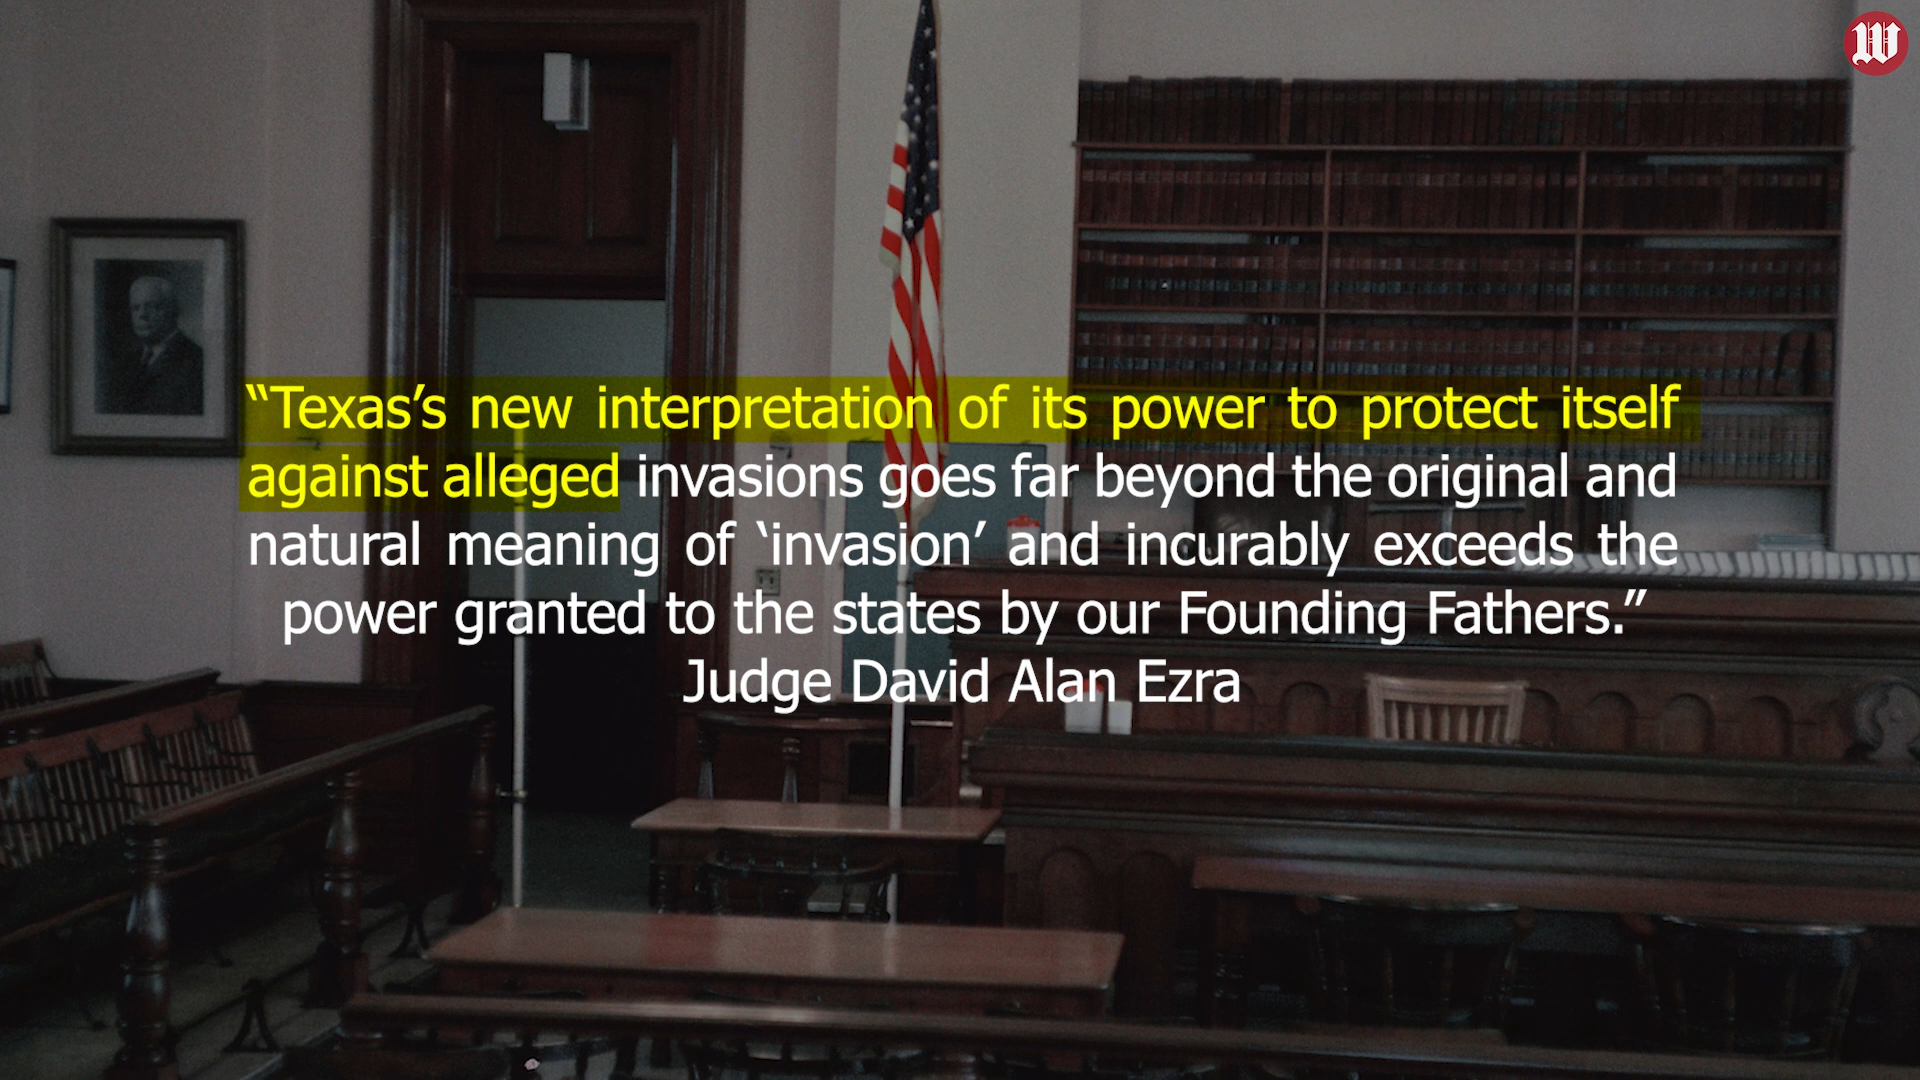 W
“Texas’s new interpretation of its power to protect itself
against alleged invasions goes far beyond the original and
natural meaning of ‘invasion’ and incurably exceeds the
power granted to the states by our Founding Fathers.”
Judge David Alan Ezra